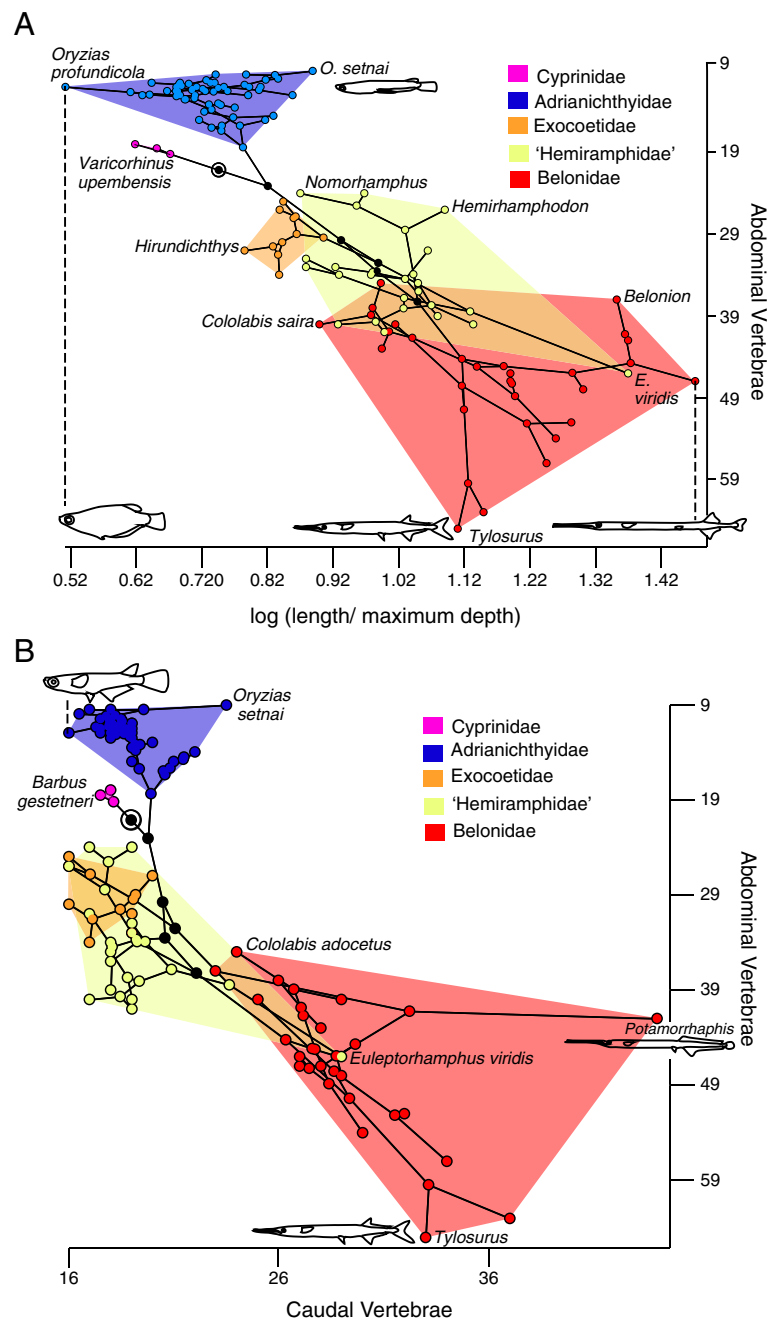 A
Oryzias
profundicola
O. setnai
Cyprinidae
Adrianichthyidae
Exocoetidae
‘Hemiramphidae’
Belonidae
Varicorhinus
upembensis
Nomorhamphus
Hemirhamphodon
Hirundichthys
Cololabis saira
Belonion
E.
viridis
Tylosurus
9
19
29
39
49
59
Abdominal Vertebrae
0.52
0.62
0.720
0.82
0.92
1.02
1.12
1.22
1.32
1.42
log (length/ maximum depth)
B
Oryzias
setnai
Cyprinidae
Adrianichthyidae
Exocoetidae
‘Hemiramphidae’
Belonidae
Barbus
gestetneri
Cololabis adocetus
Potamorrhaphis
Euleptorhamphus viridis
Tylosurus
9
19
29
39
49
59
Abdominal Vertebrae
16
26
36
Caudal Vertebrae